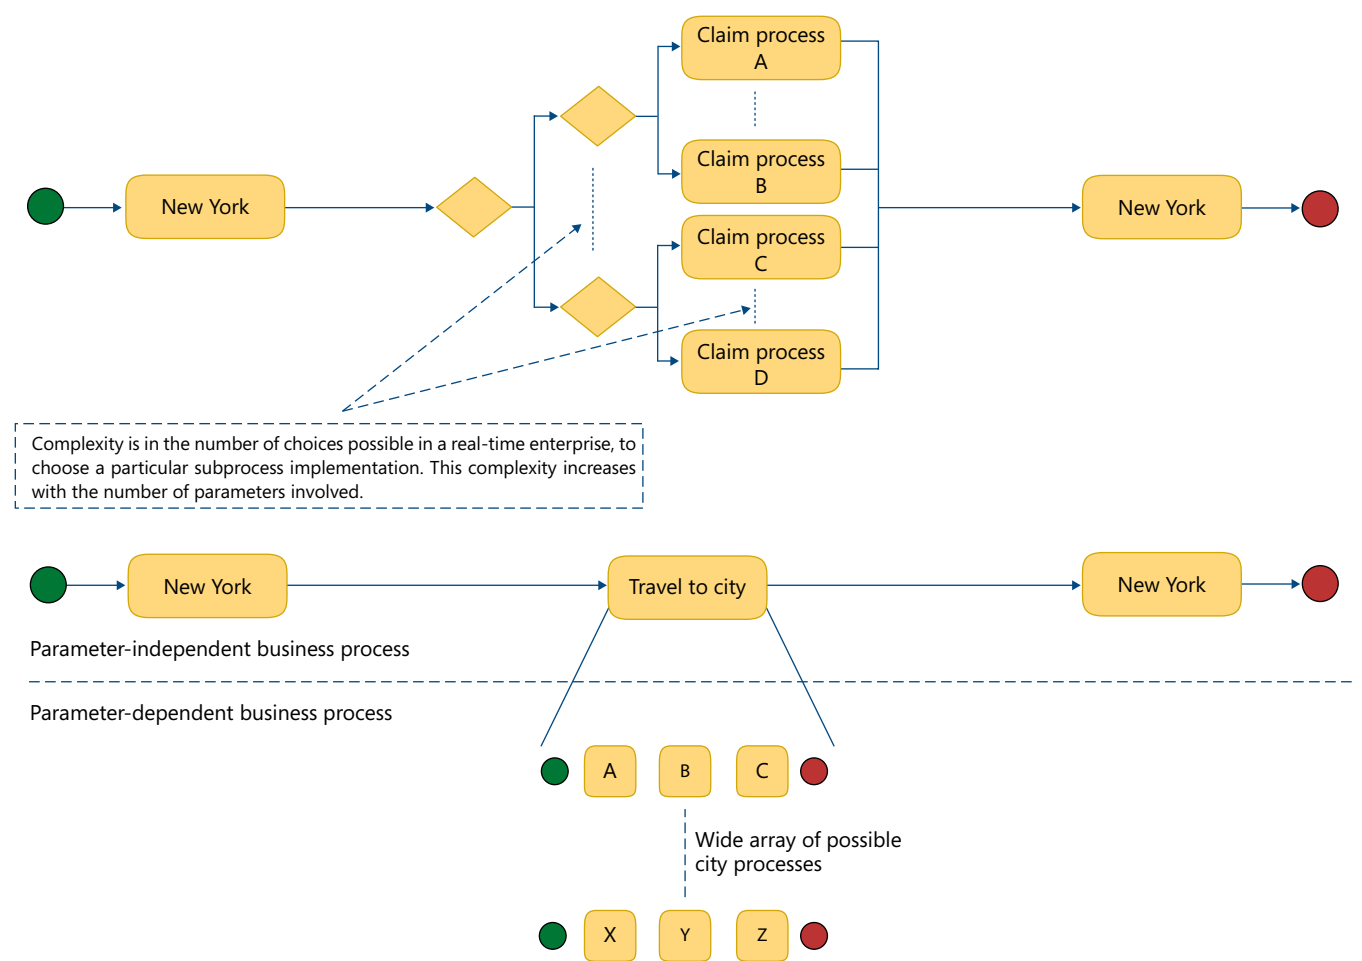 Claim process
A
Claim process
B
New York
Claim process
C
New York
Claim process
D
Complexity is in the number of choices possible in a real-time enterprise, to
choose a particular subprocess implementation. This complexity increases
with the number of parameters involved.
New York
Travel to city
New York
Parameter-independent business process
Parameter-dependent business process
A
B
C
Wide array of possible
city processes
X
Y
Z